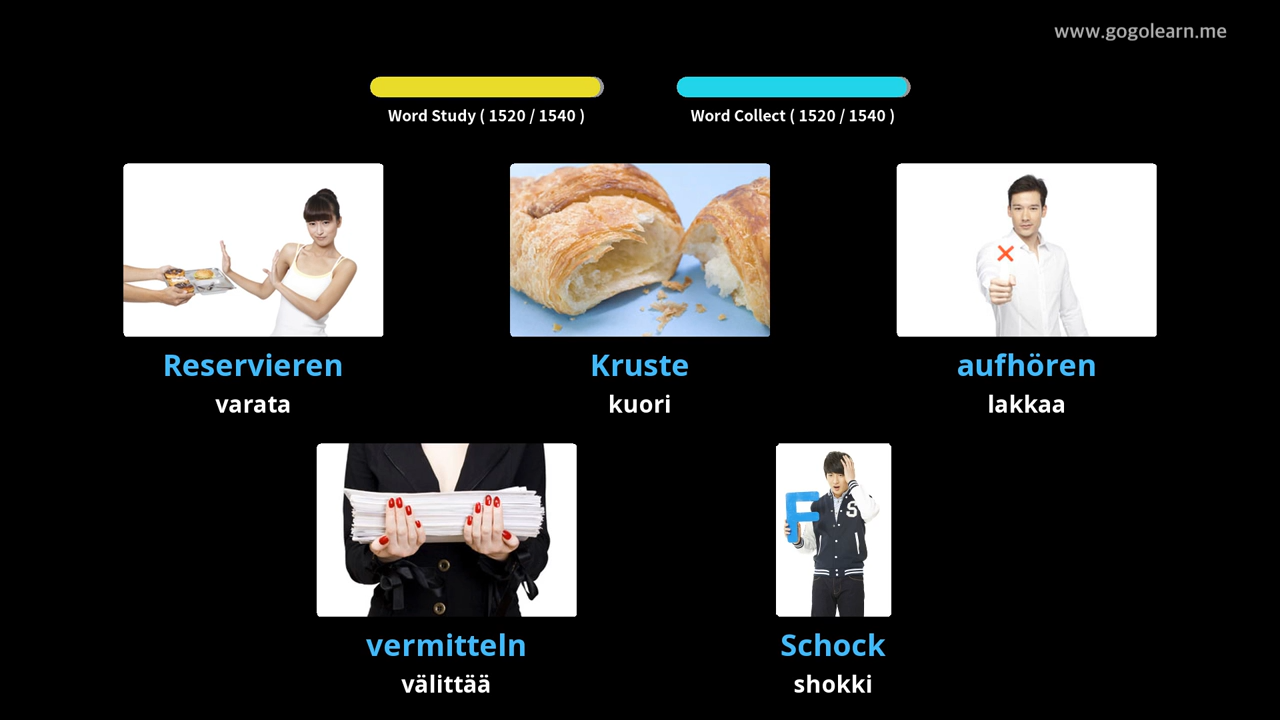 www.gogolearn.me
Word Study ( 1520 / 1540 )
Word Collect ( 1520 / 1540 )
Reservieren
varata
Kruste
kuori
aufhören
lakkaa
F
S
vermitteln
välittää
Schock
shokki